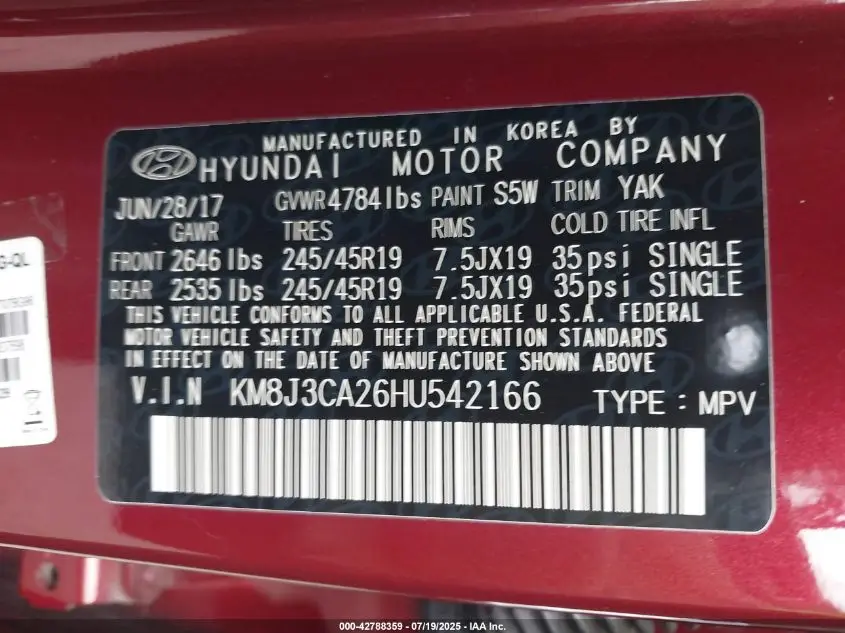 MANUFACTURED IN KOREA BY
HYUNDAI MOTOR COMPANY
JUN/28/17 GVWR4784lbs PAINT S5W TRIM YAK
GAWR TIRES RIMS COLD TIRE INFL
FRONT 2646 lbs 245/45R19 7.5JX19 35psi SINGLE
REAR 2535 lbs 245/45R19 7.5JX19 35psi SINGLE
THIS VEHICLE CONFORMS TO ALL APPLICABLE U.S.A. FEDERAL
MOTOR VEHICLE SAFETY AND THEFT PREVENTION STANDARDS
IN EFFECT ON THE DATE OF MANUFACTURE SHOWN ABOVE
V.I.N KM8J3CA26HU542166 TYPE : MPV
-QL
000-42788359 - 07/19/2025 - IAA Inc.